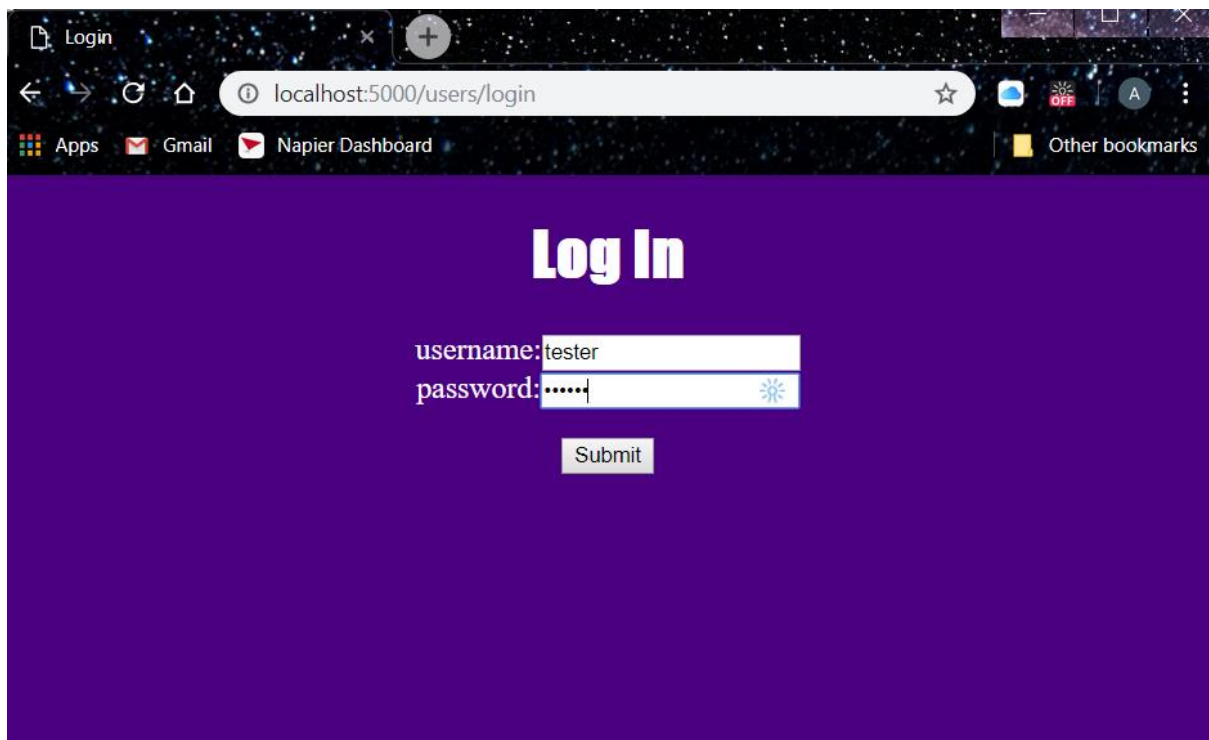 Login
localhost:5000/users/login
OFF
A
Apps Gmail Napier Dashboard Other bookmarks
Log In
username:tester
password:••••••
Submit